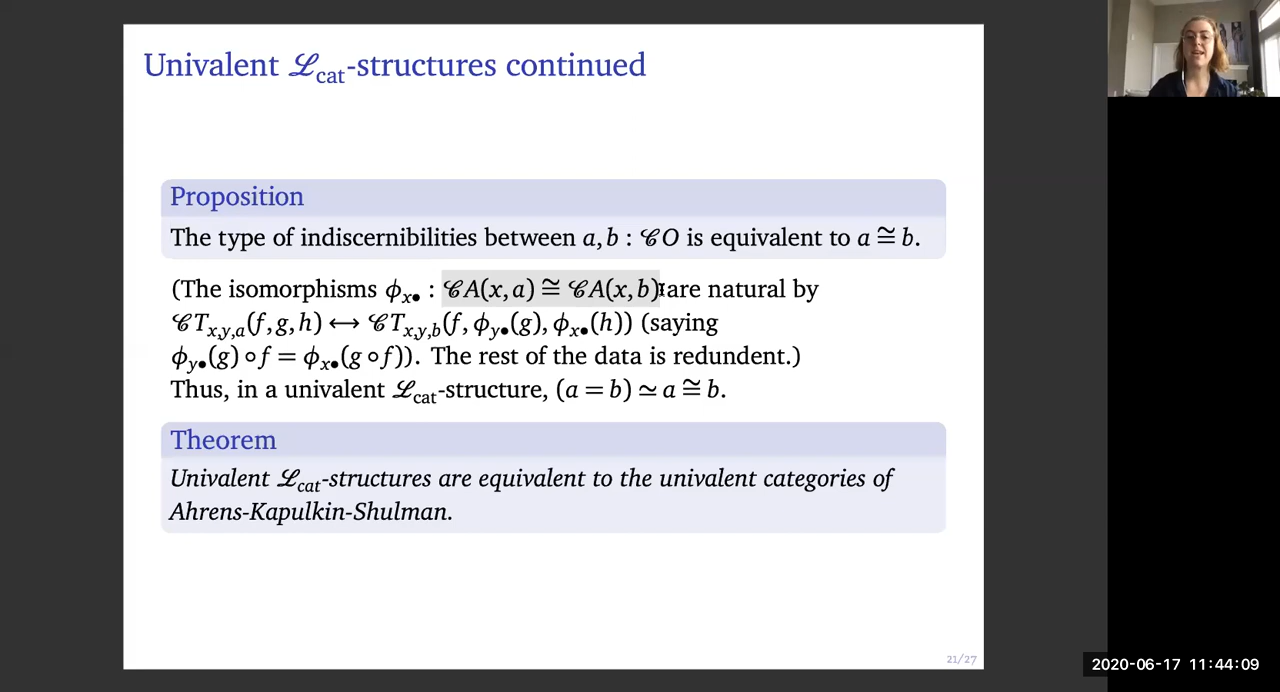 Univalent ℒcat-structures continued
Proposition
The type of indiscernibilities between a, b : 𝒞O is equivalent to a ≅ b.
(The isomorphisms ϕx• : 𝒞A(x, a) ≅ 𝒞A(x, b) are natural by
𝒞Tx,y,a(f, g, h) ↔ 𝒞Tx,y,b(f, ϕy•(g), ϕx•(h)) (saying
ϕy•(g) ∘ f = ϕx•(g ∘ f)). The rest of the data is redundent.)
Thus, in a univalent ℒcat-structure, (a = b) ≃ a ≅ b.
Theorem
Univalent ℒcat-structures are equivalent to the univalent categories of
Ahrens-Kapulkin-Shulman.
21/27
2020-06-17 11:44:09